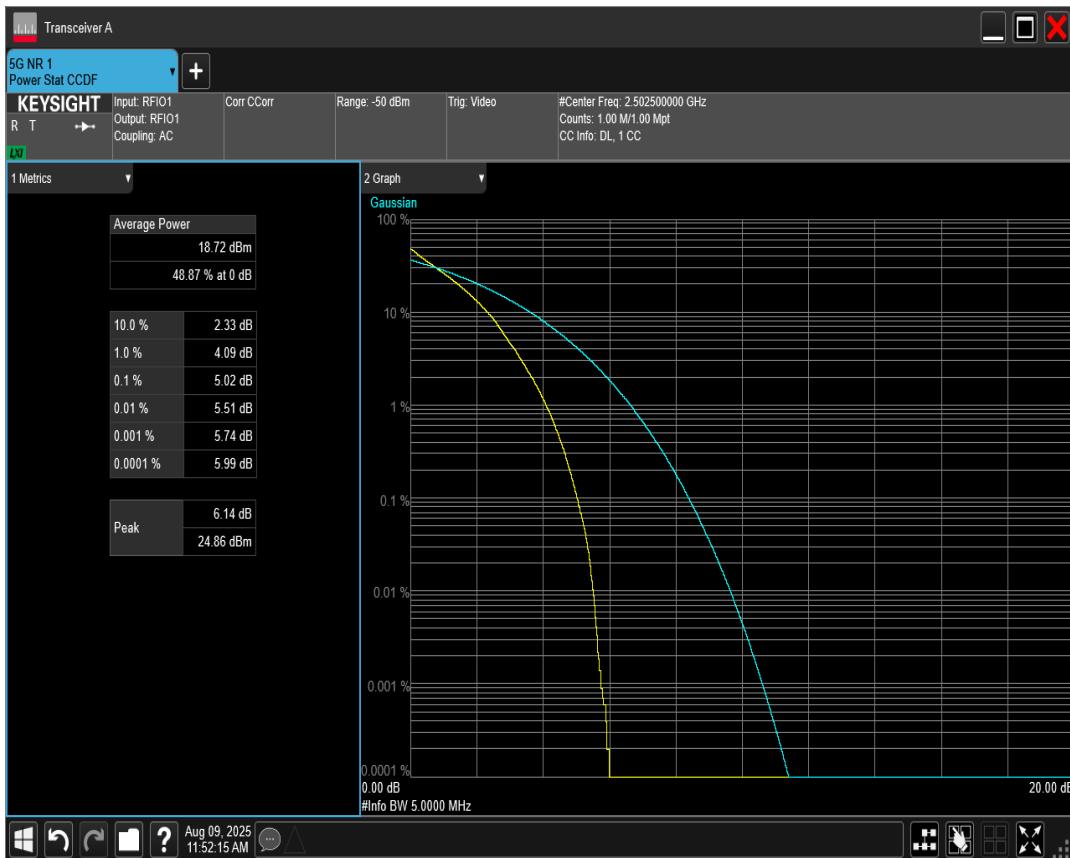 Transceiver A
5G NR 1
Power Stat CCDF
KEYSIGHT
R T
LXI
Input: RFIO1
Output: RFIO1
Coupling: AC
Corr CCorr
Range: -50 dBm
Trig: Video
#Center Freq: 2.502500000 GHz
Counts: 1.00 M/1.00 Mpt
CC Info: DL, 1 CC
1 Metrics
Average Power
18.72 dBm
48.87 % at 0 dB
10.0 % 2.33 dB
1.0 % 4.09 dB
0.1 % 5.02 dB
0.01 % 5.51 dB
0.001 % 5.74 dB
0.0001 % 5.99 dB
Peak
6.14 dB
24.86 dBm
2 Graph
Gaussian
100 %
10 %
1 %
0.1 %
0.01 %
0.001 %
0.0001 %
0.00 dB 20.00 dB
#Info BW 5.0000 MHz
Aug 09, 2025
11:52:15 AM